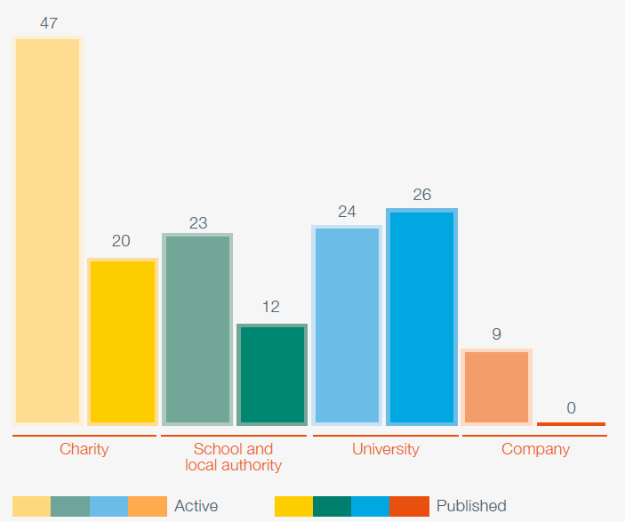 47
20
23
12
24
26
9
0
Charity
School and
local authority
University
Company
Active
Published